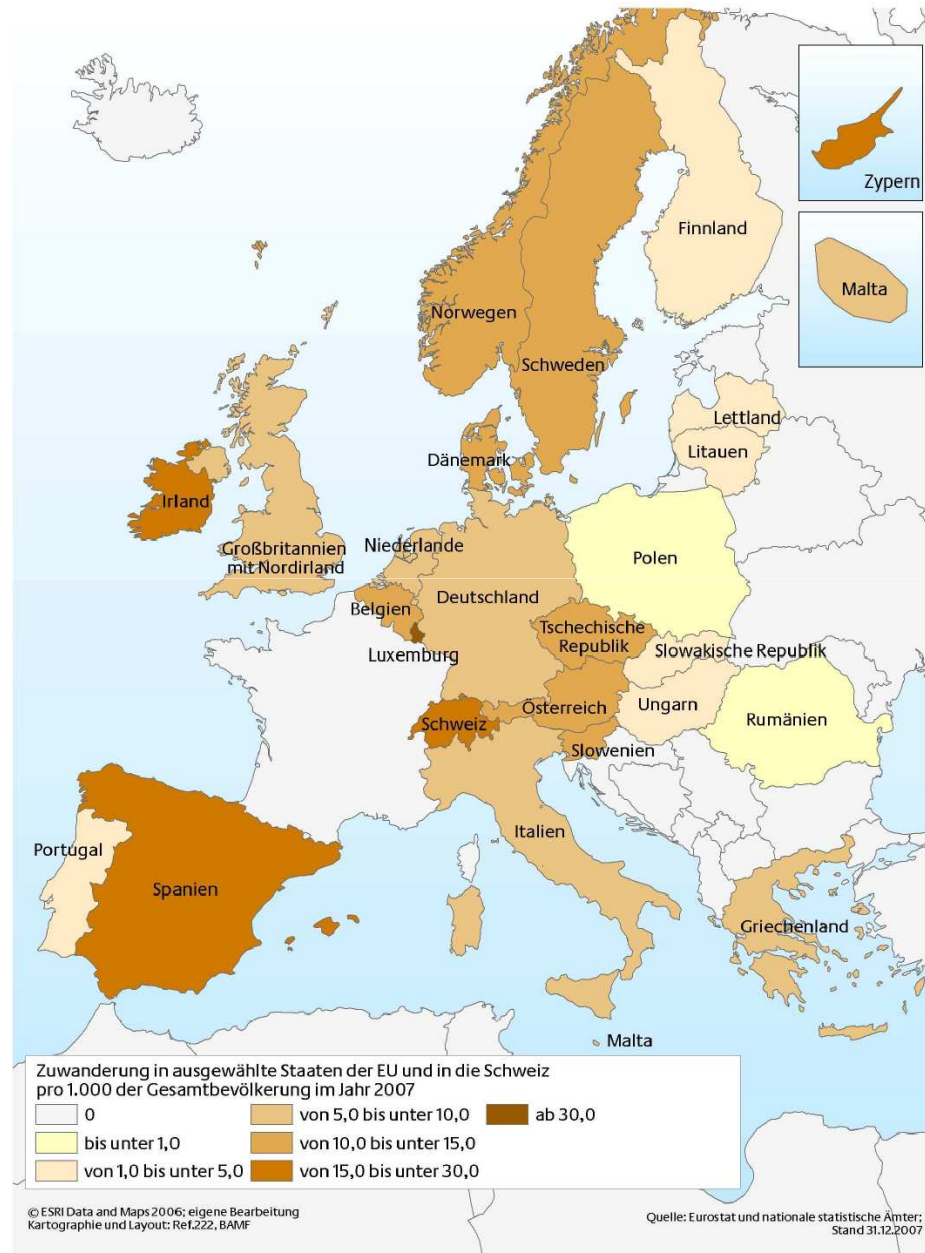 Zypern
Finnland
Malta
Norwegen
Schweden
Lettland
Litauen
Dänemark
Irland
Großbritannien
mit Nordirland
Niederlande
Polen
Deutschland
Belgien
Tschechische
Republik
Luxemburg
Slowakische Republik
Österreich
Ungarn
Rumänien
Schweiz
Slowenien
Italien
Portugal
Spanien
Griechenland
Malta
Zuwanderung in ausgewählte Staaten der EU und in die Schweiz
pro 1.000 der Gesamtbevölkerung im Jahr 2007
0
bis unter 1,0
von 1,0 bis unter 5,0
von 5,0 bis unter 10,0
von 10,0 bis unter 15,0
von 15,0 bis unter 30,0
ab 30,0
© ESRI Data and Maps 2006; eigene Bearbeitung
Kartographie und Layout: Ref.222, BAMF
Quelle: Eurostat und nationale statistische Ämter;
Stand 31.12.2007